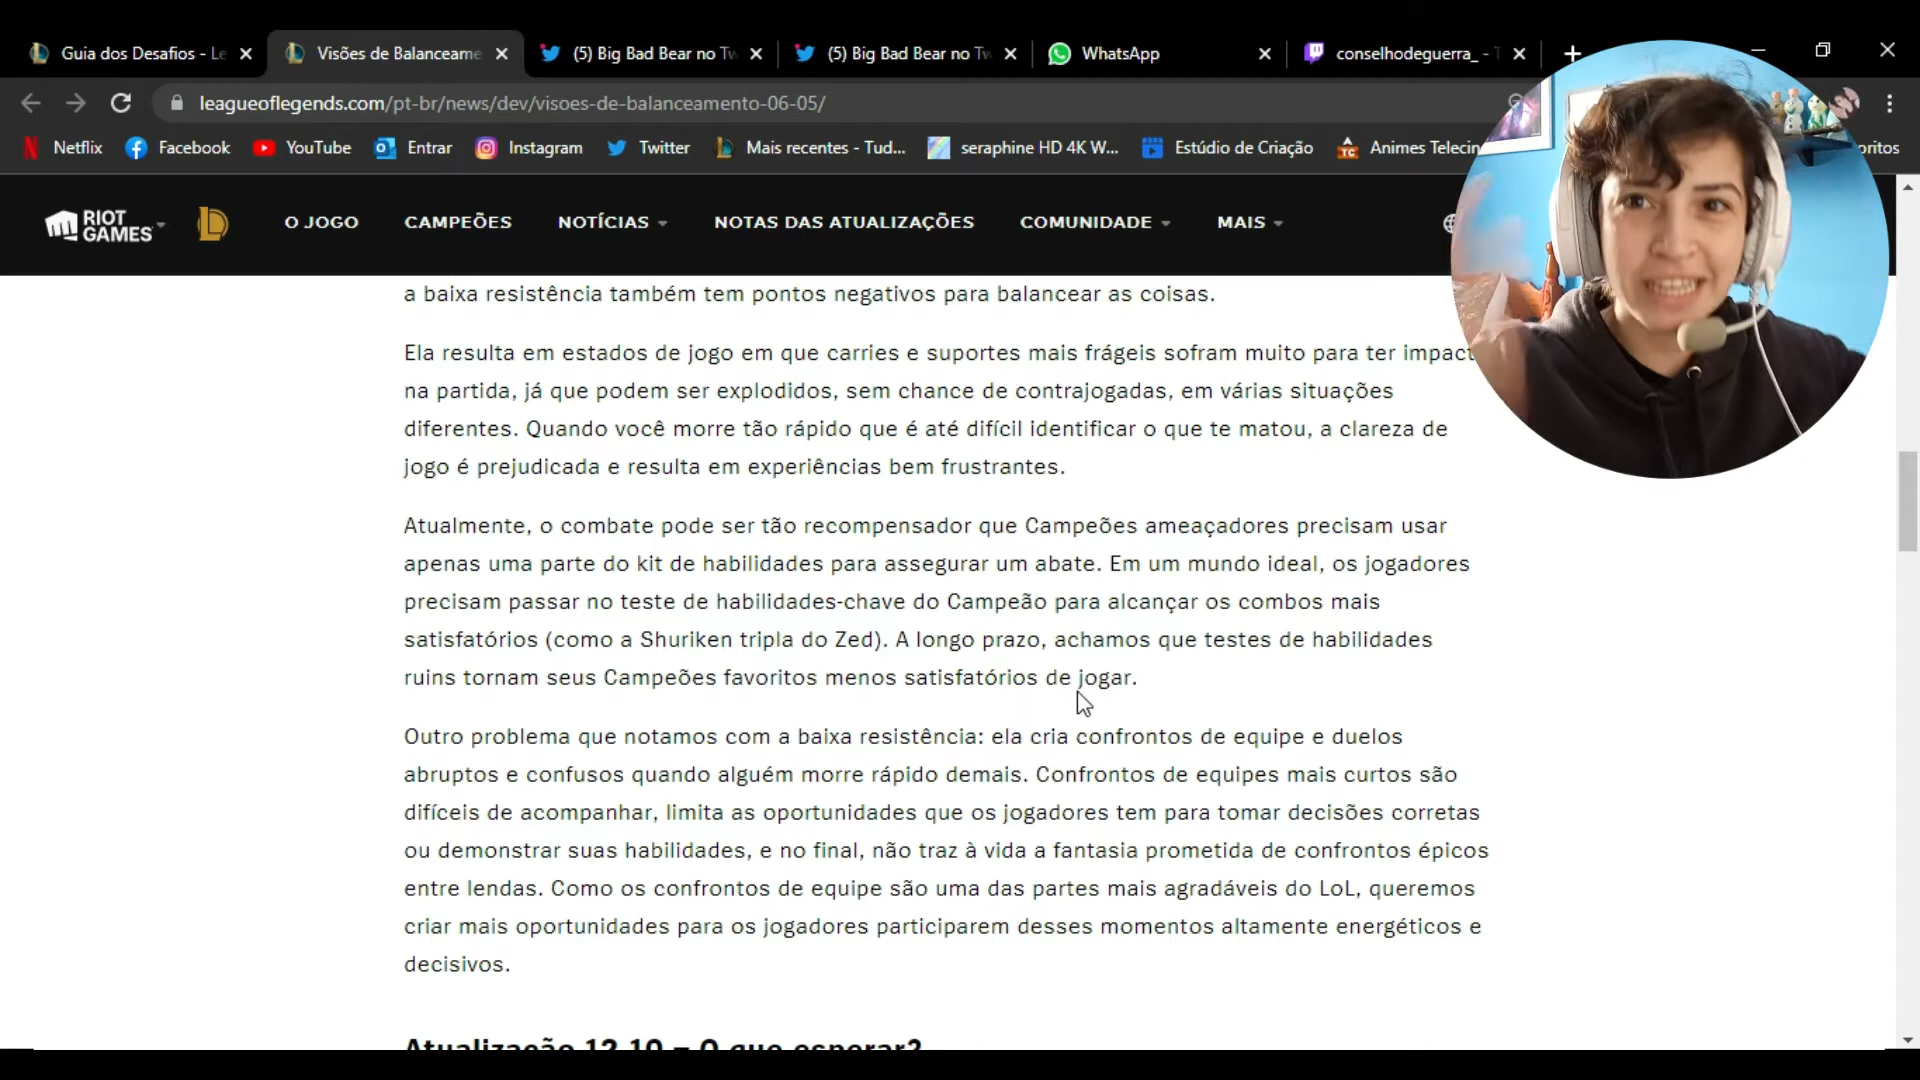 Guia dos Desafios - Le
Visões de Balanceame
(5) Big Bad Bear no Tw
(5) Big Bad Bear no Tw
WhatsApp
conselhodeguerra_ - T
leagueoflegends.com/pt-br/news/dev/visoes-de-balanceamento-06-05/
Netflix
Facebook
YouTube
Entrar
Instagram
Twitter
Mais recentes - Tud...
seraphine HD 4K W...
Estúdio de Criação
Animes Telecin
oritos
RIOT GAMES
O JOGO
CAMPEÕES
NOTÍCIAS
NOTAS DAS ATUALIZAÇÕES
COMUNIDADE
MAIS
a baixa resistência também tem pontos negativos para balancear as coisas.
Ela resulta em estados de jogo em que carries e suportes mais frágeis sofram muito para ter impact
na partida, já que podem ser explodidos, sem chance de contrajogadas, em várias situações
diferentes. Quando você morre tão rápido que é até difícil identificar o que te matou, a clareza de
jogo é prejudicada e resulta em experiências bem frustrantes.
Atualmente, o combate pode ser tão recompensador que Campeões ameaçadores precisam usar
apenas uma parte do kit de habilidades para assegurar um abate. Em um mundo ideal, os jogadores
precisam passar no teste de habilidades-chave do Campeão para alcançar os combos mais
satisfatórios (como a Shuriken tripla do Zed). A longo prazo, achamos que testes de habilidades
ruins tornam seus Campeões favoritos menos satisfatórios de jogar.
Outro problema que notamos com a baixa resistência: ela cria confrontos de equipe e duelos
abruptos e confusos quando alguém morre rápido demais. Confrontos de equipes mais curtos são
difíceis de acompanhar, limita as oportunidades que os jogadores tem para tomar decisões corretas
ou demonstrar suas habilidades, e no final, não traz à vida a fantasia prometida de confrontos épicos
entre lendas. Como os confrontos de equipe são uma das partes mais agradáveis do LoL, queremos
criar mais oportunidades para os jogadores participarem desses momentos altamente energéticos e
decisivos.
Atualização 12.10 – O que esperar?